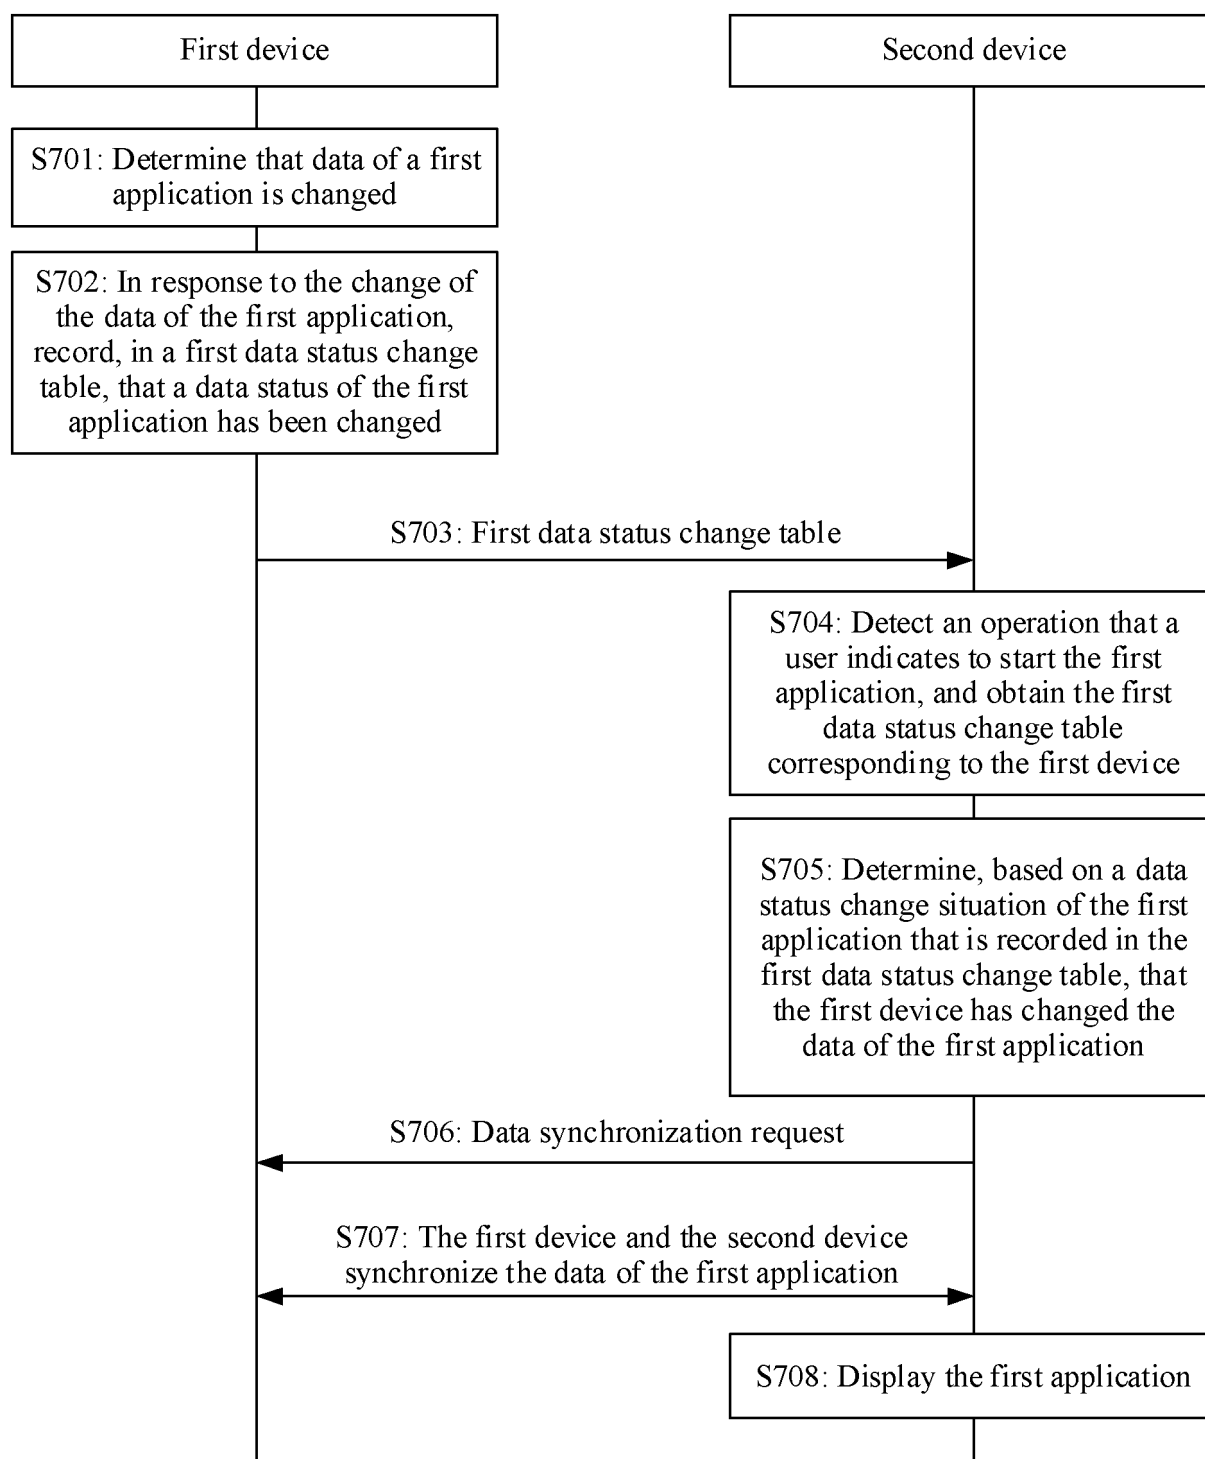 First device
Second device
S701: Determine that data of a first
application is changed
S702: In response to the change of
the data of the first application,
record, in a first data status change
table, that a data status of the first
application has been changed
S703: First data status change table
S704: Detect an operation that a
user indicates to start the first
application, and obtain the first
data status change table
corresponding to the first device
S705: Determine, based on a data
status change situation of the first
application that is recorded in the
first data status change table, that
the first device has changed the
data of the first application
S706: Data synchronization request
S707: The first device and the second device
synchronize the data of the first application
S708: Display the first application